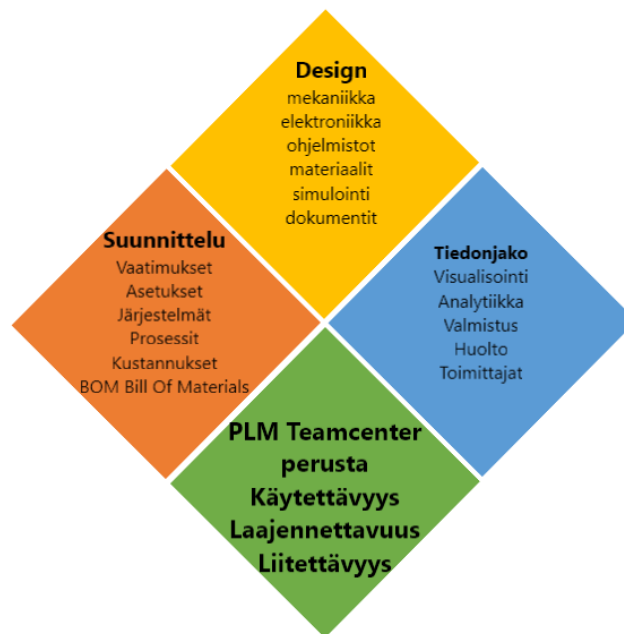 Design
mekaniikka
elektroniikka
ohjelmistot
materiaalit
simulointi
dokumentit
Suunnittelu
Vaatimukset
Asetukset
Järjestelmät
Prosessit
Kustannukset
BOM Bill Of Materials
Tiedonjako
Visualisointi
Analytiikka
Valmistus
Huolto
Toimittajat
PLM Teamcenter
perusta
Käytettävyys
Laajennettavuus
Liitettävyys